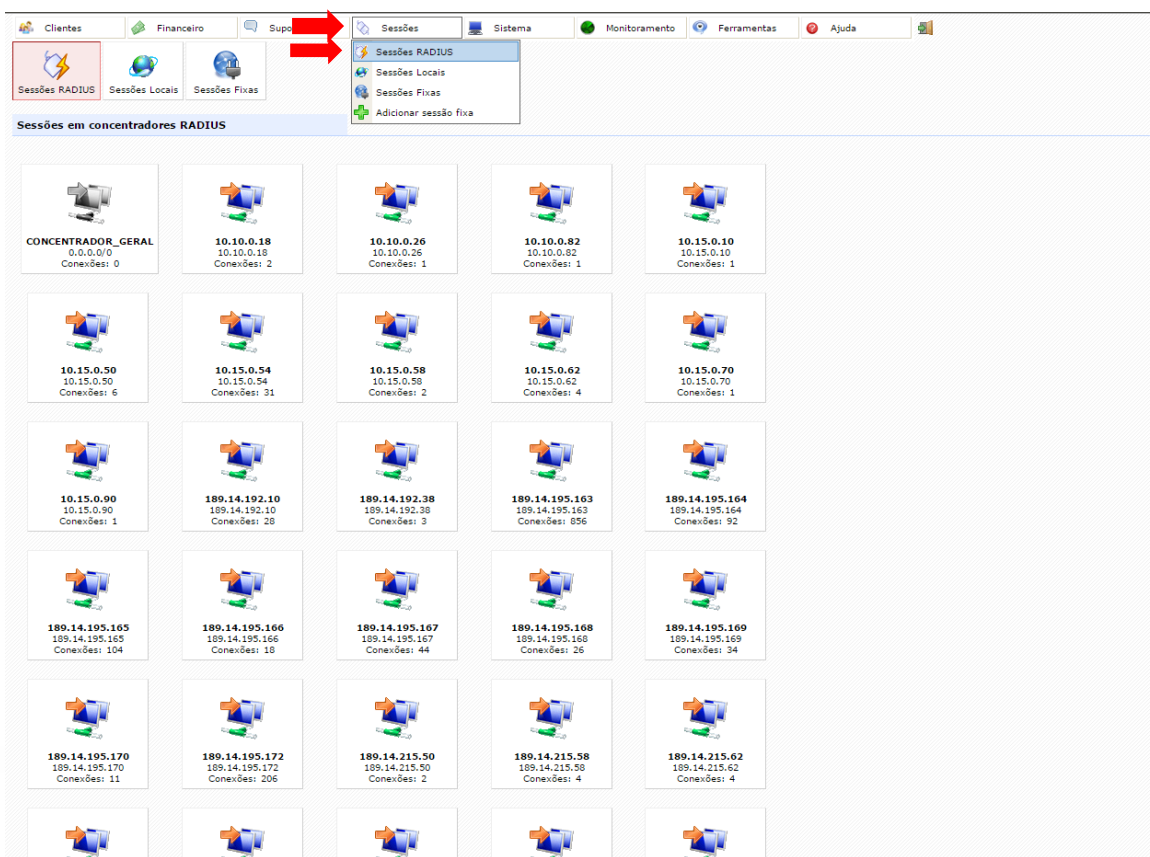 Clientes Financeiro Supo Sessões Sistema Monitoramento Ferramentas Ajuda
Sessões RADIUS
Sessões Locais
Sessões Fixas
Adicionar sessão fixa
Sessões RADIUS Sessões Locais Sessões Fixas
Sessões em concentradores RADIUS
CONCENTRADOR_GERAL 10.10.0.18 10.10.0.26 10.10.0.82 10.15.0.10
0.0.0.0/0 10.10.0.18 10.10.0.26 10.10.0.82 10.15.0.10
Conexões: 0 Conexões: 2 Conexões: 1 Conexões: 1 Conexões: 1
10.15.0.50 10.15.0.54 10.15.0.58 10.15.0.62 10.15.0.70
10.15.0.50 10.15.0.54 10.15.0.58 10.15.0.62 10.15.0.70
Conexões: 6 Conexões: 31 Conexões: 2 Conexões: 4 Conexões: 1
10.15.0.90 189.14.192.10 189.14.192.38 189.14.195.163 189.14.195.164
10.15.0.90 189.14.192.10 189.14.192.38 189.14.195.163 189.14.195.164
Conexões: 1 Conexões: 28 Conexões: 3 Conexões: 856 Conexões: 92
189.14.195.165 189.14.195.166 189.14.195.167 189.14.195.168 189.14.195.169
189.14.195.165 189.14.195.166 189.14.195.167 189.14.195.168 189.14.195.169
Conexões: 104 Conexões: 18 Conexões: 44 Conexões: 26 Conexões: 34
189.14.195.170 189.14.195.172 189.14.215.50 189.14.215.58 189.14.215.62
189.14.195.170 189.14.195.172 189.14.215.50 189.14.215.58 189.14.215.62
Conexões: 11 Conexões: 206 Conexões: 2 Conexões: 4 Conexões: 4